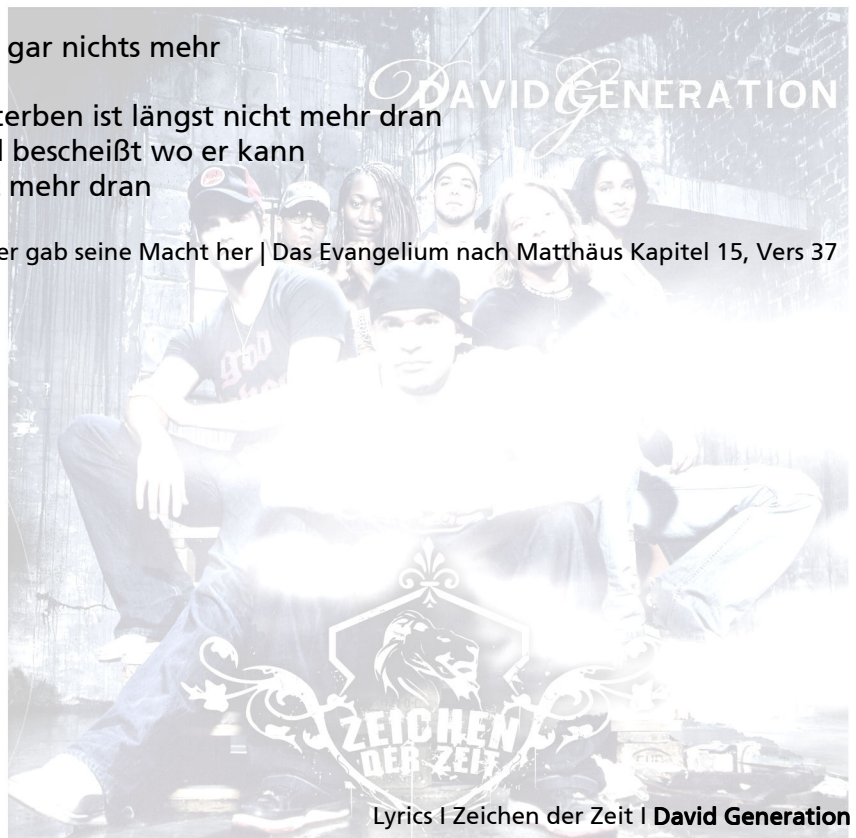 gar nichts mehr
DAVID GENERATION
terben ist längst nicht mehr dran
bescheißt wo er kann
mehr dran
er gab seine Macht her | Das Evangelium nach Matthäus Kapitel 15, Vers 37
god
ZEICHEN
DER ZEIT
Lyrics I Zeichen der Zeit I David Generation